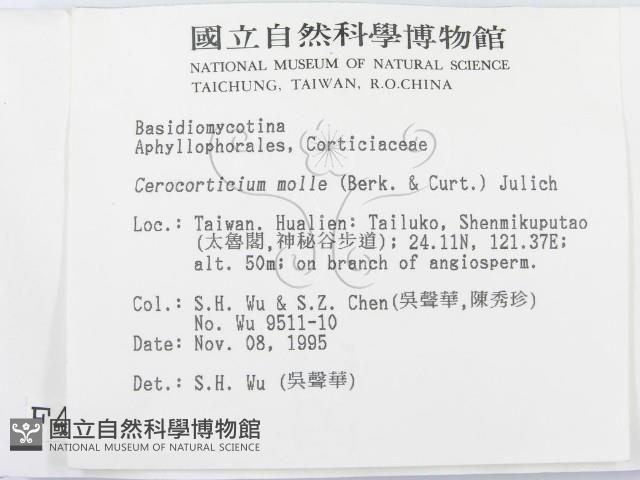 國立自然科學博物館
NATIONAL MUSEUM OF NATURAL SCIENCE
TAICHUNG, TAIWAN, R.O.CHINA
Basidiomycotina
Aphyllophorales, Corticiaceae
Cerocorticium molle (Berk. & Curt.) Julich
Loc.: Taiwan. Hualien: Tailuko, Shenmikuputao
(太魯閣,神秘谷步道); 24.11N, 121.37E;
alt. 50m; on branch of angiosperm.
Col.: S.H. Wu & S.Z. Chen(吳聲華,陳秀珍)
No. Wu 9511-10
Date: Nov. 08, 1995
Det.: S.H. Wu (吳聲華)
國立自然科學博物館
NATIONAL MUSEUM OF NATURAL SCIENCE